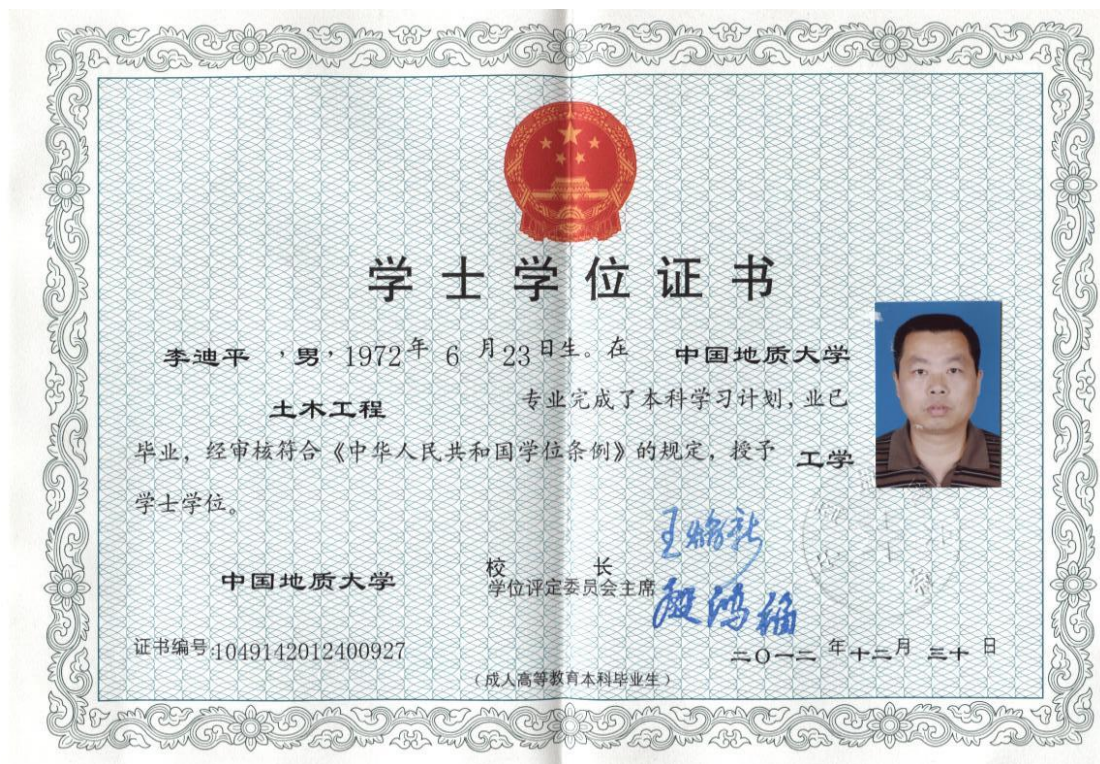 学士学位证书
李迪平，男，1972年 6 月23日生。在 中国地质大学
土木工程 专业完成了本科学习计划，业已
毕业，经审核符合《中华人民共和国学位条例》的规定，授予 工学
学士学位。
中国地质大学
校 长
学位评定委员会主席
殷鸿福
证书编号:1049142012400927
二〇一二 年十二月 三十 日
（成人高等教育本科毕业生）